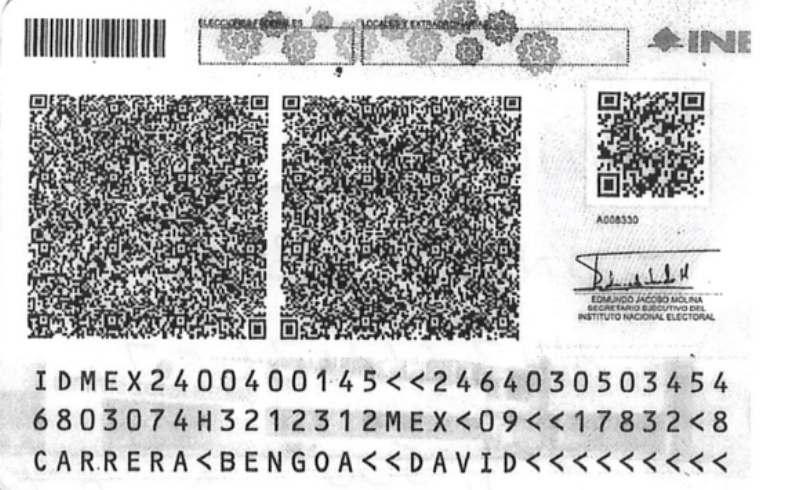 ELECCIONES FEDERALES
LOCALES Y EXTRAORDINARIAS
INE
A008330
EDMUNDO JACOBO MOLINA
SECRETARIO EJECUTIVO DEL
INSTITUTO NACIONAL ELECTORAL
IDMEX2400400145<<2464030503454
6803074H3212312MEX<09<<17832<8
CARRERA<BENGOA<<DAVID<<<<<<<<<